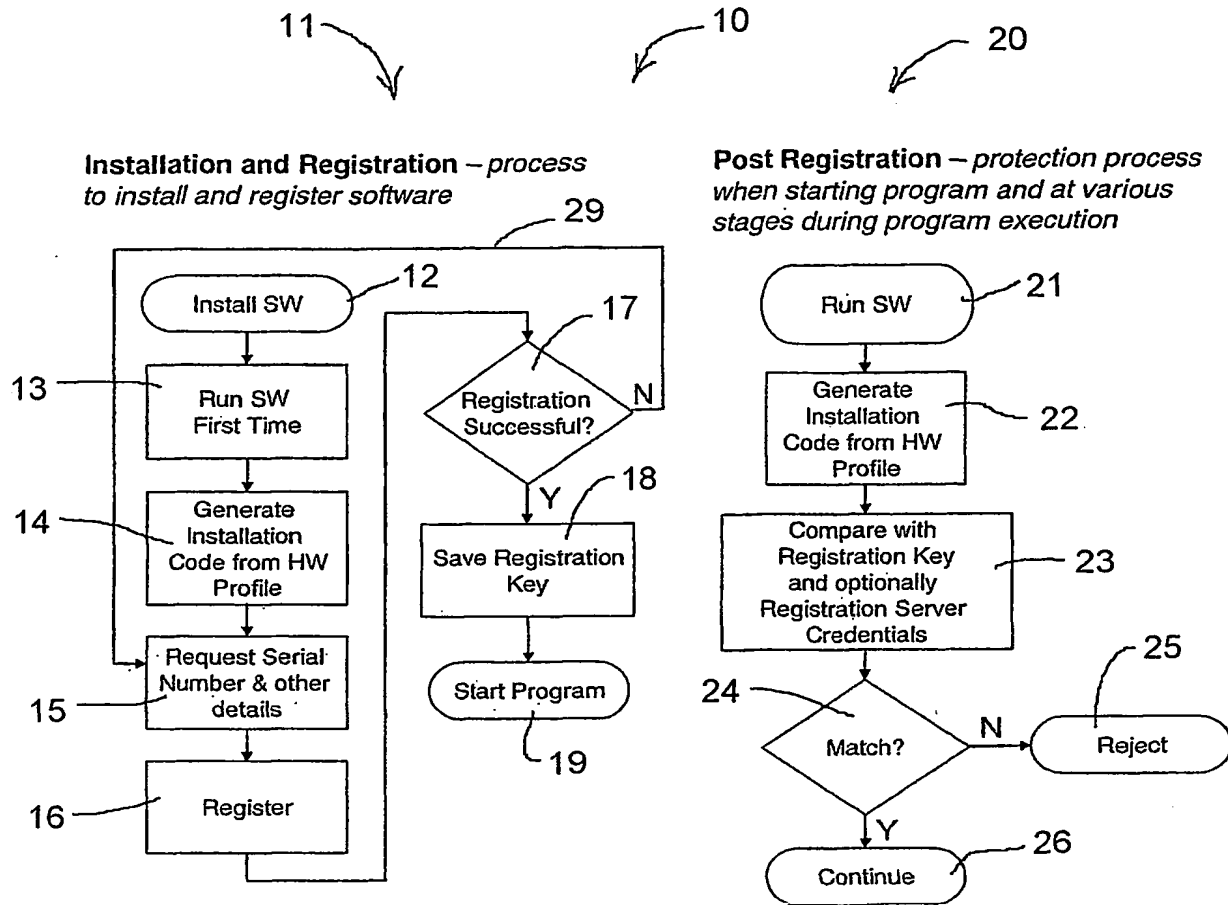 11
10
20
Installation and Registration – process
to install and register software
29
12
Install SW
13
Run SW
First Time
14
Generate
Installation
Code from HW
Profile
15
Request Serial
Number & other
details
16
Register
17
Registration
Successful?
N
Y
18
Save Registration
Key
Start Program
19
Post Registration – protection process
when starting program and at various
stages during program execution
Run SW
21
Generate
Installation
Code from HW
Profile
22
Compare with
Registration Key
and optionally
Registration Server
Credentials
23
24
Match?
N
25
Reject
Y
26
Continue